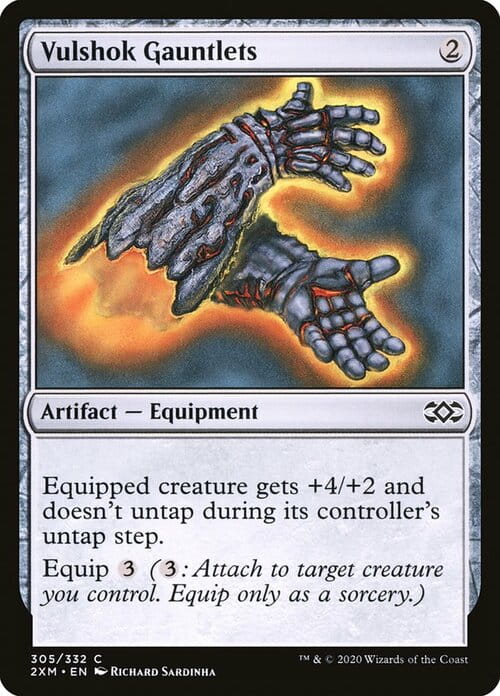 Vulshok Gauntlets 2
Artifact — Equipment
Equipped creature gets +4/+2 and
doesn't untap during its controller's
untap step.
Equip 3 (3: Attach to target creature
you control. Equip only as a sorcery.)
305/332 C
2XM • EN Richard Sardinha
™ & © 2020 Wizards of the Coast